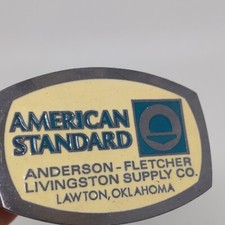 AMERICAN
STANDARD
ANDERSON-FLETCHER
LIVINGSTON SUPPLY CO.
LAWTON, OKLAHOMA